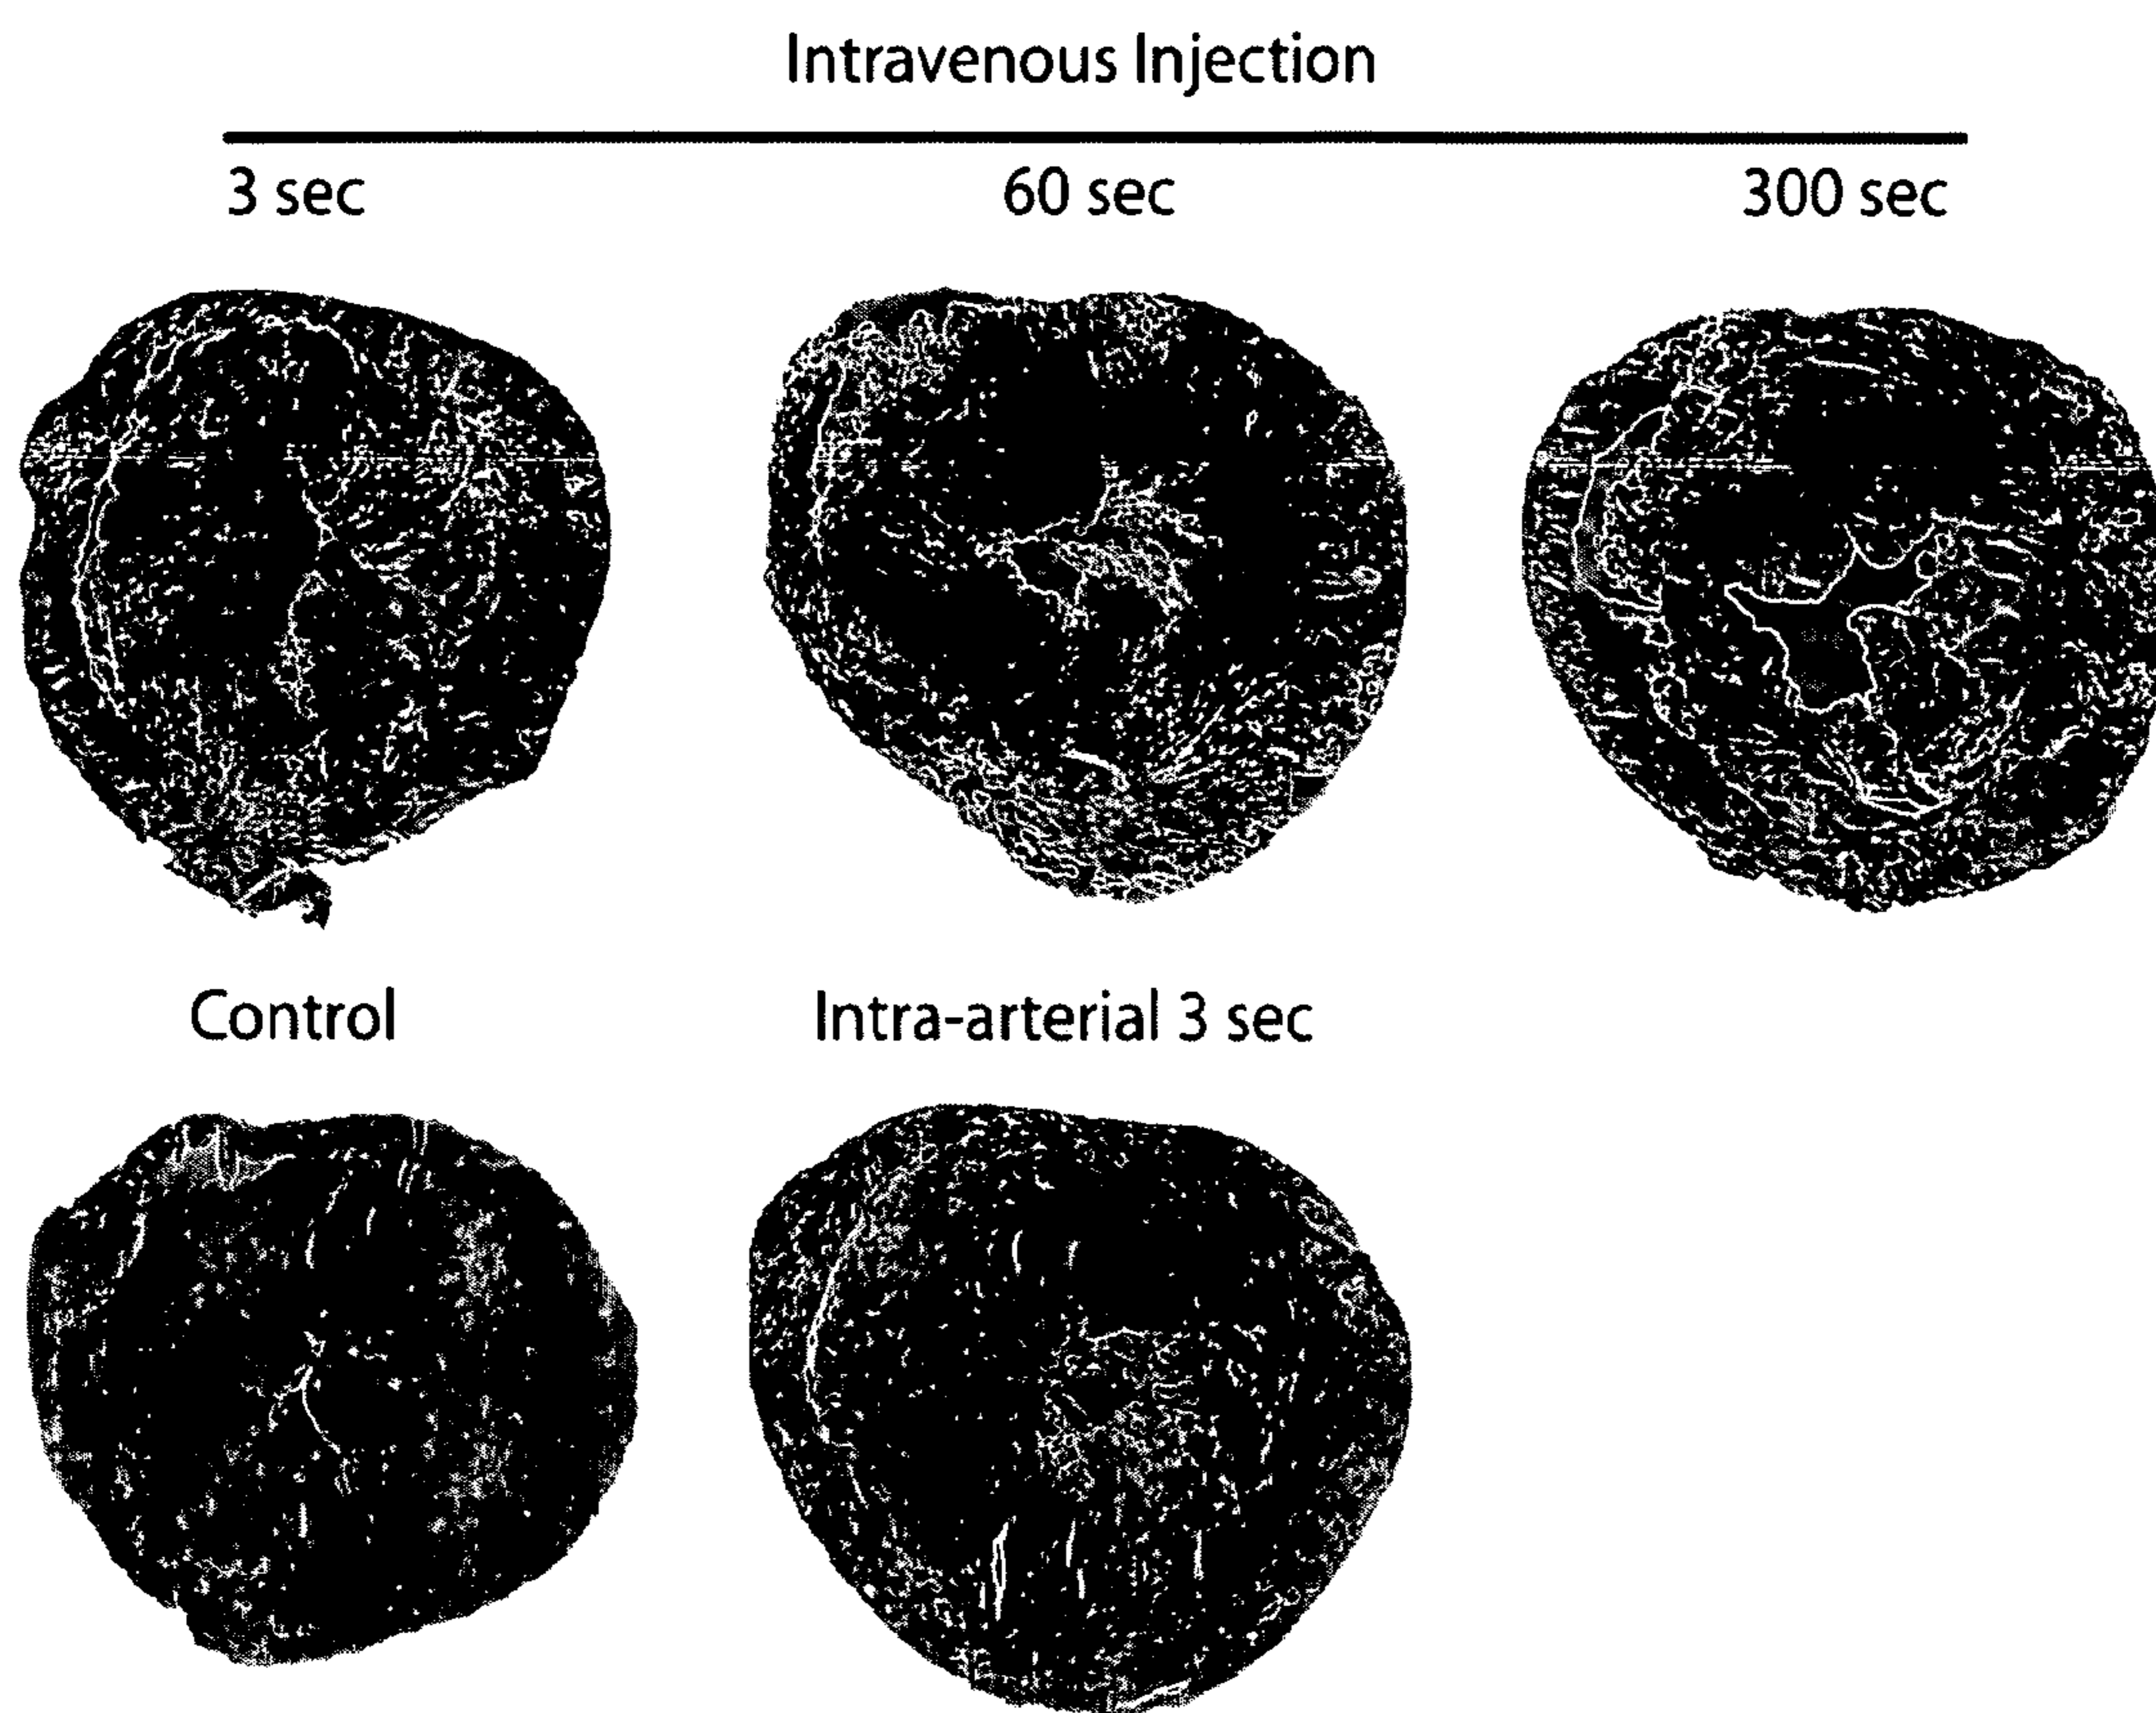 Intravenous Injection
3 sec 60 sec 300 sec
Control Intra-arterial 3 sec